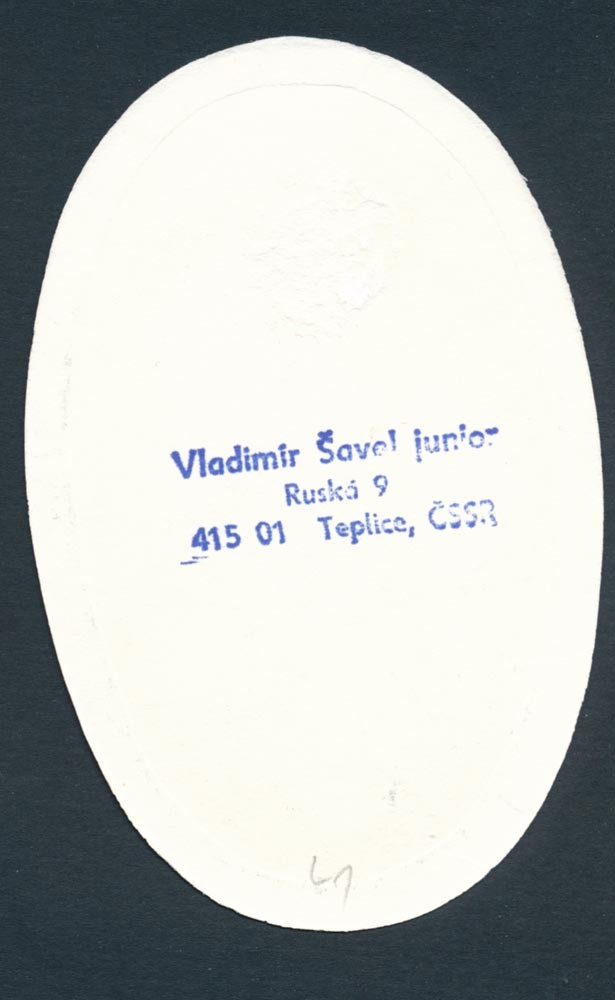 Vladimír Šavel junior
Ruská 9
415 01 Teplice, ČSSR